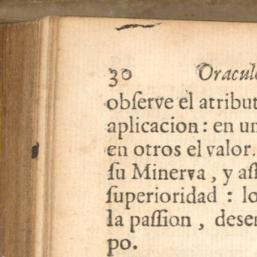 30 Oracul
obſerve el atribut
aplicacion: en un
en otros el valor.
ſu Minerva, y aſſ
ſuperioridad: lo
la paſſion, deſe
po.